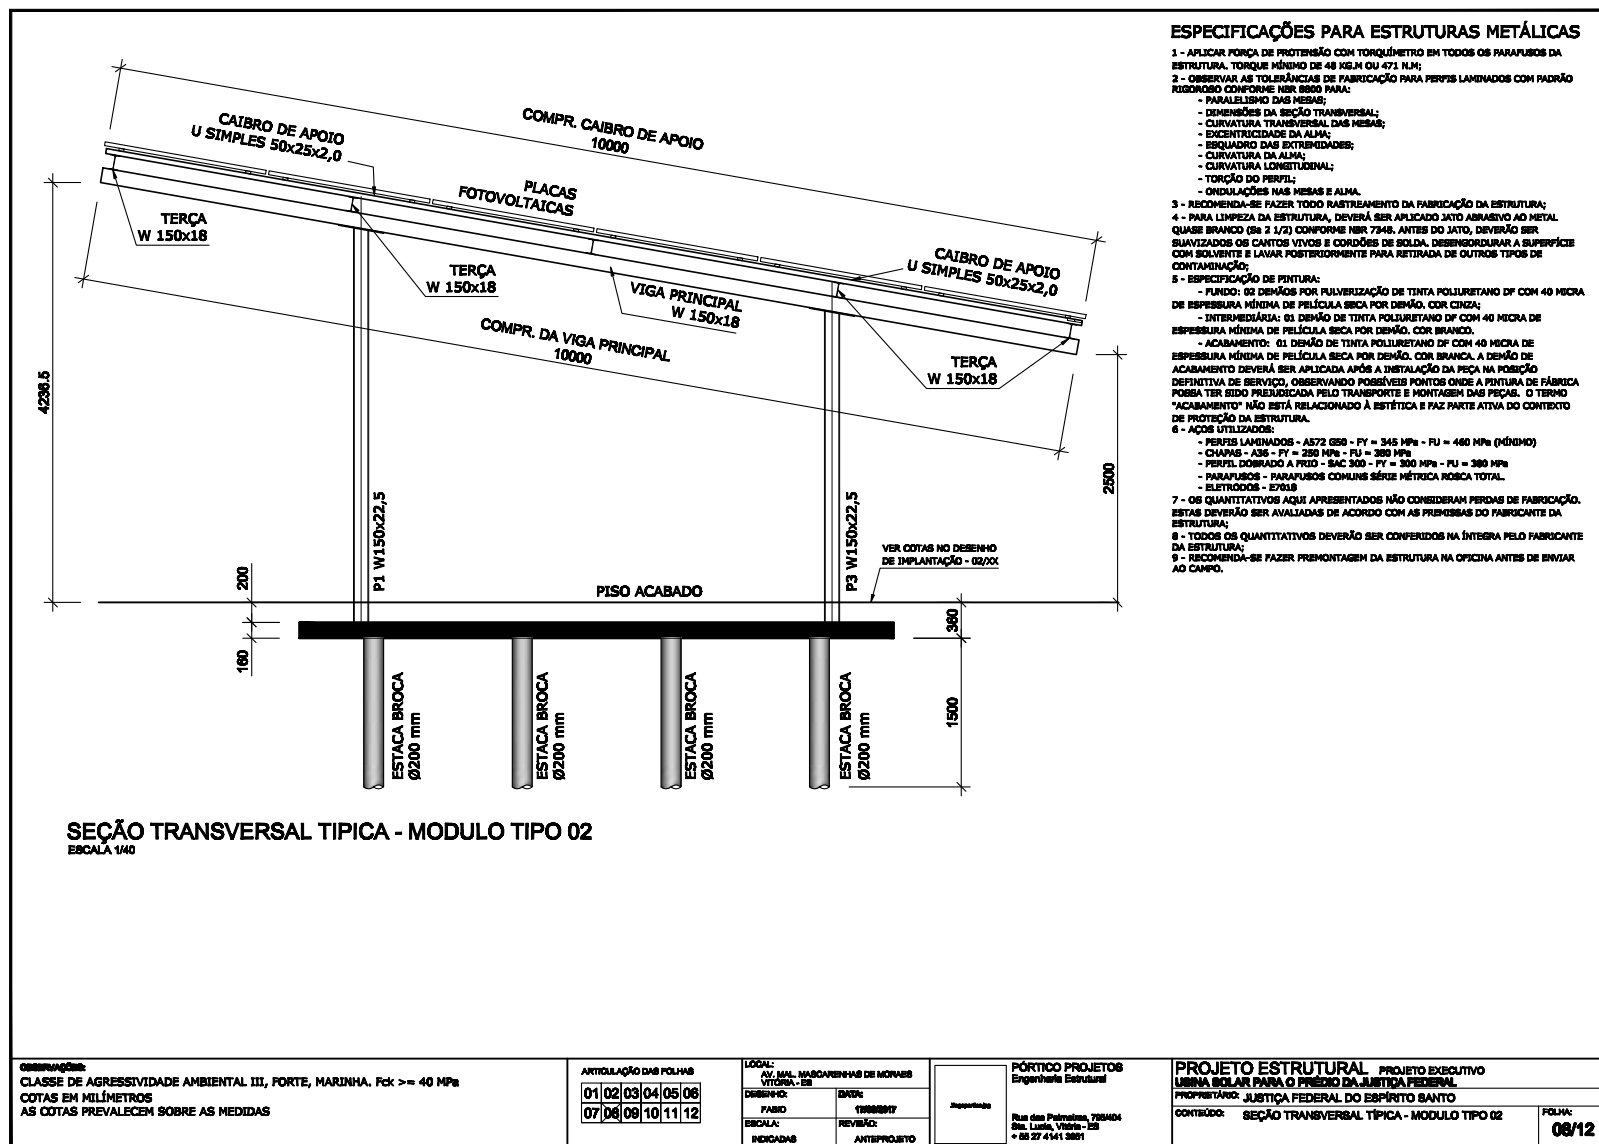 COMPR. CAIBRO DE APOIO
10000
CAIBRO DE APOIO
U SIMPLES 50x25x2,0
PLACAS
FOTOVOLTAICAS
TERÇA
W 150x18
TERÇA
W 150x18
CAIBRO DE APOIO
U SIMPLES 50x25x2,0
VIGA PRINCIPAL
W 150x18
COMPR. DA VIGA PRINCIPAL
10000
TERÇA
W 150x18
4236.5
2500
P1 W150x22,5
P3 W150x22,5
VER COTAS NO DESENHO
DE IMPLANTAÇÃO - 02/XX
PISO ACABADO
200
160
360
1500
ESTACA BROCA
Ø200 mm
ESTACA BROCA
Ø200 mm
ESTACA BROCA
Ø200 mm
ESTACA BROCA
Ø200 mm
SEÇÃO TRANSVERSAL TIPICA - MODULO TIPO 02
ESCALA 1/40
ESPECIFICAÇÕES PARA ESTRUTURAS METÁLICAS
1 - APLICAR FORÇA DE PROTENSÃO COM TORQUÍMETRO EM TODOS OS PARAFUSOS DA
ESTRUTURA. TORQUE MÍNIMO DE 48 KG.M OU 471 N.M;
2 - OBSERVAR AS TOLERÂNCIAS DE FABRICAÇÃO PARA PERFIS LAMINADOS COM PADRÃO
RIGOROSO CONFORME NBR 8800 PARA:
- PARALELISMO DAS MESAS;
- DIMENSÕES DA SEÇÃO TRANSVERSAL;
- CURVATURA TRANSVERSAL DAS MESAS;
- EXCENTRICIDADE DA ALMA;
- ESQUADRO DAS EXTREMIDADES;
- CURVATURA DA ALMA;
- CURVATURA LONGITUDINAL;
- TORÇÃO DO PERFIL;
- ONDULAÇÕES NAS MESAS E ALMA.
3 - RECOMENDA-SE FAZER TODO RASTREAMENTO DA FABRICAÇÃO DA ESTRUTURA;
4 - PARA LIMPEZA DA ESTRUTURA, DEVERÁ SER APLICADO JATO ABRASIVO AO METAL
QUASE BRANCO (Sa 2 1/2) CONFORME NBR 7348. ANTES DO JATO, DEVERÃO SER
SUAVIZADOS OS CANTOS VIVOS E CORDÕES DE SOLDA. DESENGORDURAR A SUPERFÍCIE
COM SOLVENTE E LAVAR POSTERIORMENTE PARA RETIRADA DE OUTROS TIPOS DE
CONTAMINAÇÃO;
5 - ESPECIFICAÇÃO DE PINTURA:
- FUNDO: 02 DEMÃOS POR PULVERIZAÇÃO DE TINTA POLIURETANO DF COM 40 MICRA
DE ESPESSURA MÍNIMA DE PELÍCULA SECA POR DEMÃO. COR CINZA;
- INTERMEDIÁRIA: 01 DEMÃO DE TINTA POLIURETANO DF COM 40 MICRA DE
ESPESSURA MÍNIMA DE PELÍCULA SECA POR DEMÃO. COR BRANCO.
- ACABAMENTO: 01 DEMÃO DE TINTA POLIURETANO DF COM 40 MICRA DE
ESPESSURA MÍNIMA DE PELÍCULA SECA POR DEMÃO. COR BRANCA. A DEMÃO DE
ACABAMENTO DEVERÁ SER APLICADA APÓS A INSTALAÇÃO DA PEÇA NA POSIÇÃO
DEFINITIVA DE SERVIÇO, OBSERVANDO POSSÍVEIS PONTOS ONDE A PINTURA DE FÁBRICA
POSSA TER SIDO PREJUDICADA PELO TRANSPORTE E MONTAGEM DAS PEÇAS. O TERMO
"ACABAMENTO" NÃO ESTÁ RELACIONADO À ESTÉTICA E FAZ PARTE ATIVA DO CONTEXTO
DE PROTEÇÃO DA ESTRUTURA.
6 - AÇOS UTILIZADOS:
- PERFIS LAMINADOS - A572 G50 - FY = 345 MPa - FU = 460 MPa (MÍNIMO)
- CHAPAS - A36 - FY = 250 MPa - FU = 380 MPa
- PERFIL DOBRADO A FRIO - SAC 300 - FY = 300 MPa - FU = 380 MPa
- PARAFUSOS - PARAFUSOS COMUNS SÉRIE MÉTRICA ROSCA TOTAL.
- ELETRODOS - E7018
7 - OS QUANTITATIVOS AQUI APRESENTADOS NÃO CONSIDERAM PERDAS DE FABRICAÇÃO.
ESTAS DEVERÃO SER AVALIADAS DE ACORDO COM AS PREMISSAS DO FABRICANTE DA
ESTRUTURA;
8 - TODOS OS QUANTITATIVOS DEVERÃO SER CONFERIDOS NA ÍNTEGRA PELO FABRICANTE
DA ESTRUTURA;
9 - RECOMENDA-SE FAZER PREMONTAGEM DA ESTRUTURA NA OFICINA ANTES DE ENVIAR
AO CAMPO.
OBSERVAÇÕES:
CLASSE DE AGRESSIVIDADE AMBIENTAL III, FORTE, MARINHA. Fck >= 40 MPa
COTAS EM MILÍMETROS
AS COTAS PREVALECEM SOBRE AS MEDIDAS
ARTICULAÇÃO DAS FOLHAS
01 02 03 04 05 06
07 08 09 10 11 12
LOCAL:
AV. MAL. MASCARENHAS DE MORAES
VITÓRIA - ES
DESENHO:
FABIO
DATA:
ESCALA:
INDICADAS
REVISÃO:
ANTEPROJETO
PÓRTICO PROJETOS
Engenharia Estrutural
Rua das Palmeiras, 795/404
Sta. Lucia, Vitória - ES
+ 55 27 4141 3651
PROJETO ESTRUTURAL PROJETO EXECUTIVO
USINA SOLAR PARA O PRÉDIO DA JUSTIÇA FEDERAL
PROPRIETÁRIO: JUSTIÇA FEDERAL DO ESPÍRITO SANTO
CONTEÚDO: SEÇÃO TRANSVERSAL TÍPICA - MODULO TIPO 02
FOLHA:
08/12